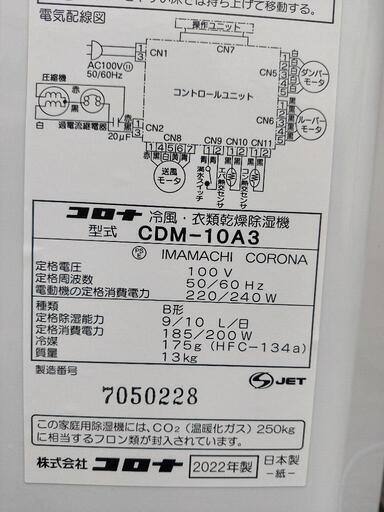 電気配線図
操作ユニット
CN1
CN7
AC100V
50/60Hz
CN5
白
黒
ダンパーモータ
圧縮機
赤
黒
白
コントロールユニット
CN6
ルーバーモータ
過電流継電器
20μF
CN2
CN8
CN9 CN10 CN11
白黒黄黄
送風モータ
満水スイッチ
コロナ 冷風・衣類乾燥除湿機
型式 CDM-10A3
PSE IMAMACHI CORONA
定格電圧 100V
定格周波数 50/60Hz
電動機の定格消費電力 220/240W
種類 B形
定格除湿能力 9/10 L/日
定格消費電力 185/200W
冷媒 175g (HFC-134a)
質量 13kg
製造番号
7050228
JET
この家庭用除湿機には、CO₂(温暖化ガス)250kg
に相当するフロン類が封入されています。
株式会社 コロナ 2022年製 日本製
-紙-